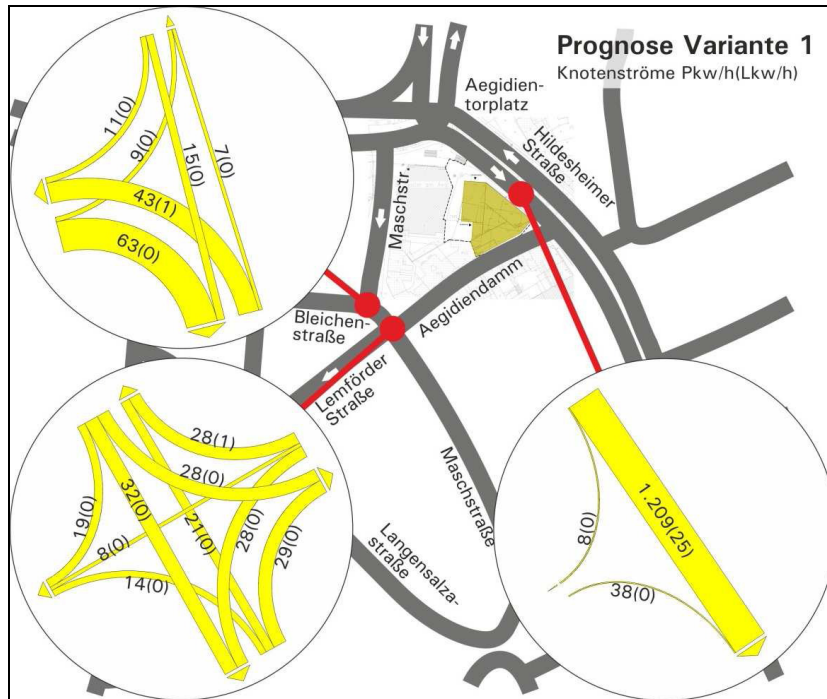 Prognose Variante 1
Knotenströme Pkw/h(Lkw/h)
Aegidien-
torplatz
Hildesheimer
Straße
Maschstr.
Aegidiendamm
Bleichen-
straße
Lemförder
Straße
Maschstraße
Langensalza-
straße
11(0)
9(0)
15(0)
7(0)
43(1)
63(0)
28(1)
28(0)
19(0)
32(0)
21(0)
28(0)
29(0)
8(0)
14(0)
1.209(25)
8(0)
38(0)